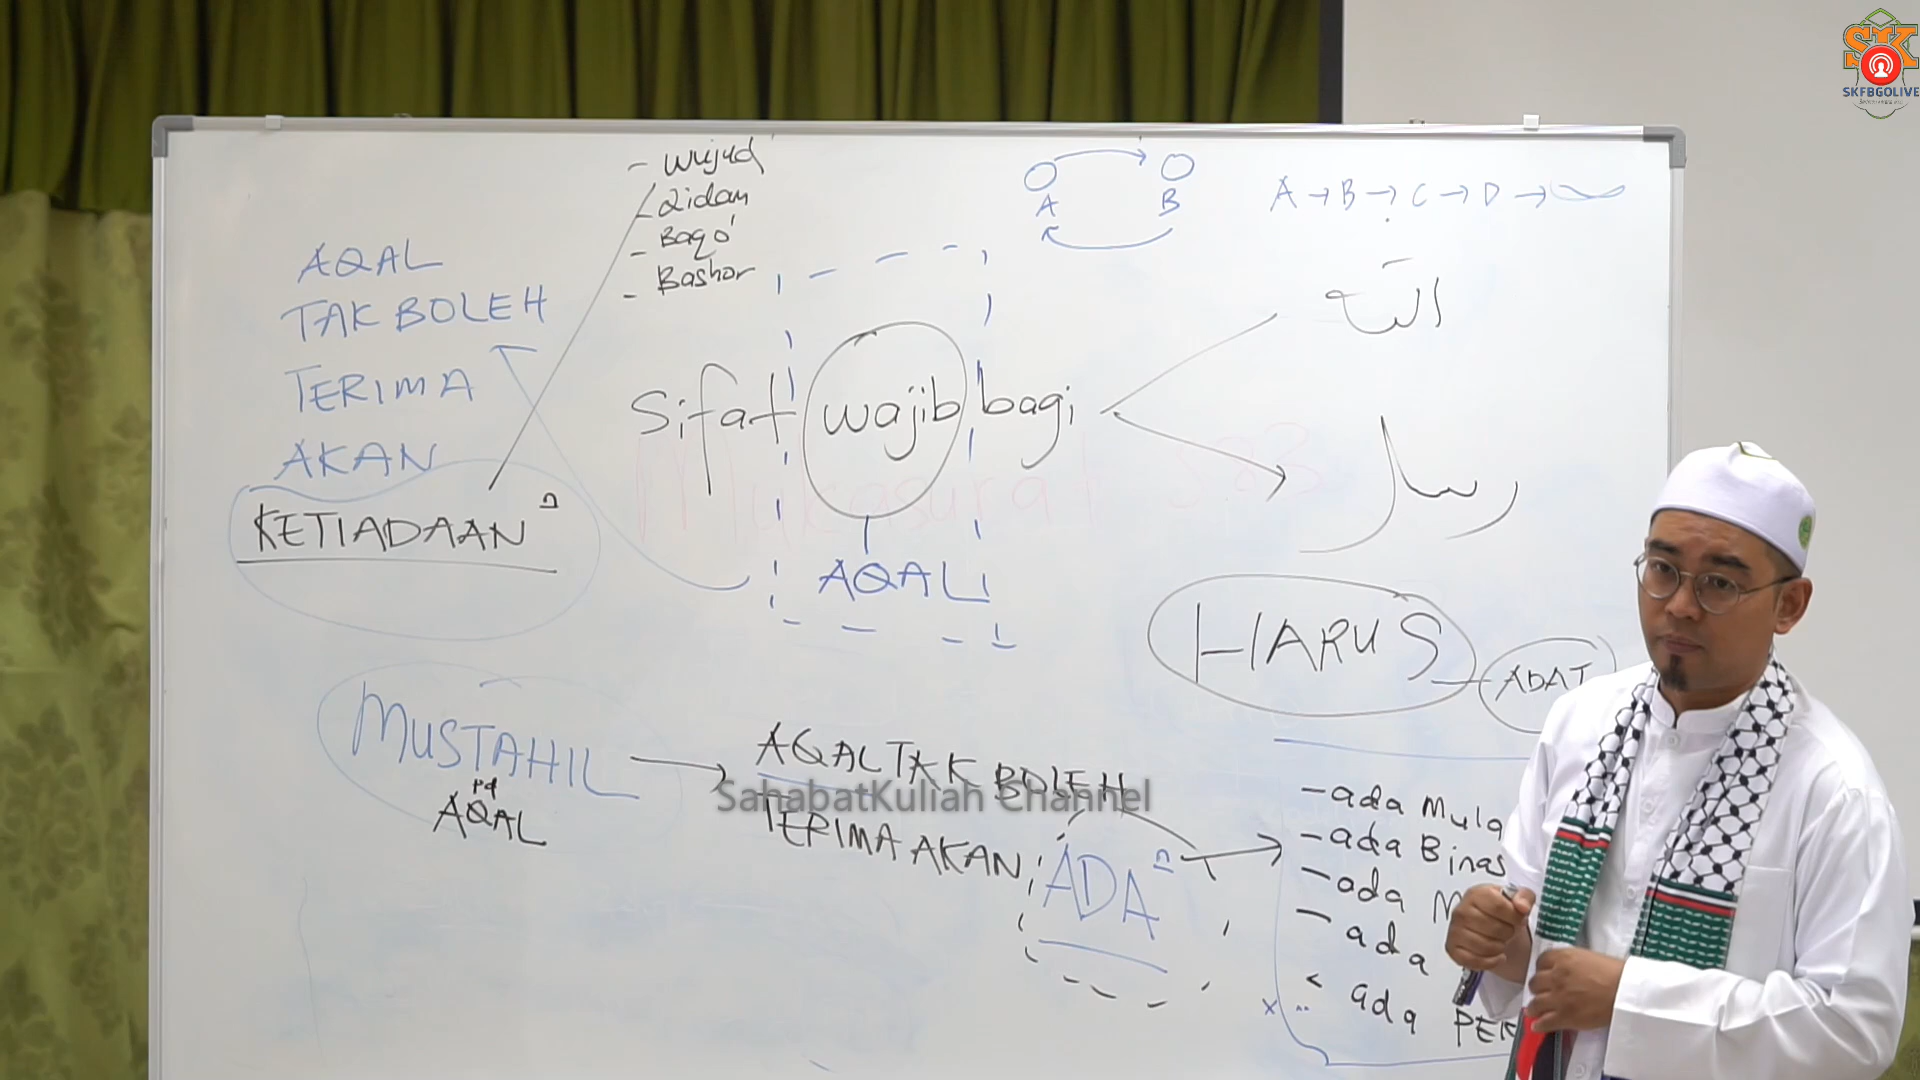 - Wujud
- Qidam
- Baqo'
- Bashor
A B
A → B → C → D →
AQAL
TAK BOLEH
TERIMA
AKAN
KETIADAAN
Sifat wajib bagi
الله
رسل
Mukasurat
AQALI
HARUS
ADAT
MUSTAHIL
pd
AQAL
AQAL TAK BOLEH
TERIMA AKAN
ADA
- ada Mula
- ada Binas
- ada M
- ada
ada PER
SahabatKuliah Channel
SKFBGOLIVE